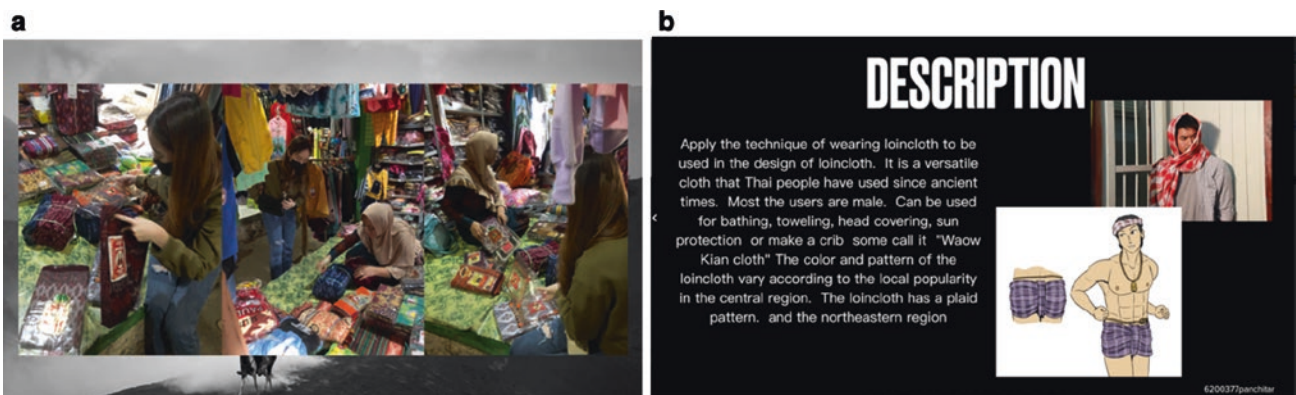 a
b
DESCRIPTION
Apply the technique of wearing loincloth to be
used in the design of loincloth. It is a versatile
cloth that Thai people have used since ancient
times. Most the users are male. Can be used
for bathing, toweling, head covering, sun
protection or make a crib some call it "Waow
Kian cloth" The color and pattern of the
loincloth vary according to the local popularity
in the central region. The loincloth has a plaid
pattern. and the northeastern region
6200377panchitar